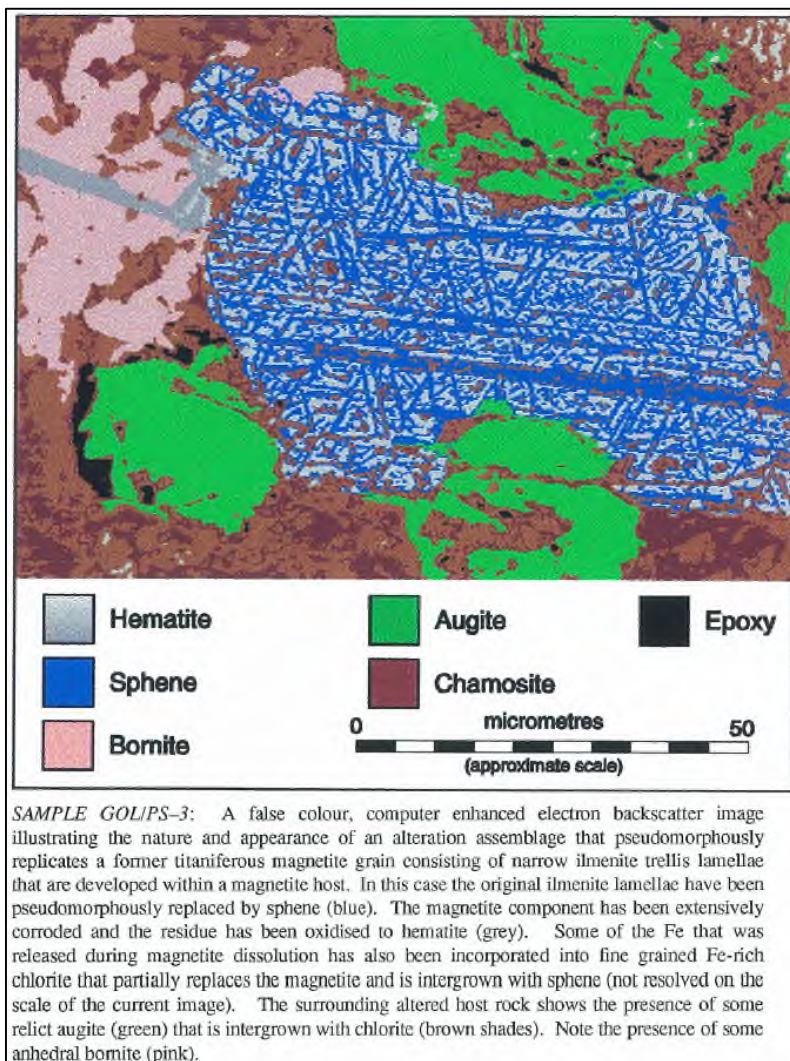 Hematite
Augite
Epoxy
Sphene
Chamosite
Bornite
0 micrometres 50
(approximate scale)
SAMPLE GOL/PS–3: A false colour, computer enhanced electron backscatter image
illustrating the nature and appearance of an alteration assemblage that pseudomorphously
replicates a former titaniferous magnetite grain consisting of narrow ilmenite trellis lamellae
that are developed within a magnetite host. In this case the original ilmenite lamellae have been
pseudomorphously replaced by sphene (blue). The magnetite component has been extensively
corroded and the residue has been oxidised to hematite (grey). Some of the Fe that was
released during magnetite dissolution has also been incorporated into fine grained Fe-rich
chlorite that partially replaces the magnetite and is intergrown with sphene (not resolved on the
scale of the current image). The surrounding altered host rock shows the presence of some
relict augite (green) that is intergrown with chlorite (brown shades). Note the presence of some
anhedral bornite (pink).